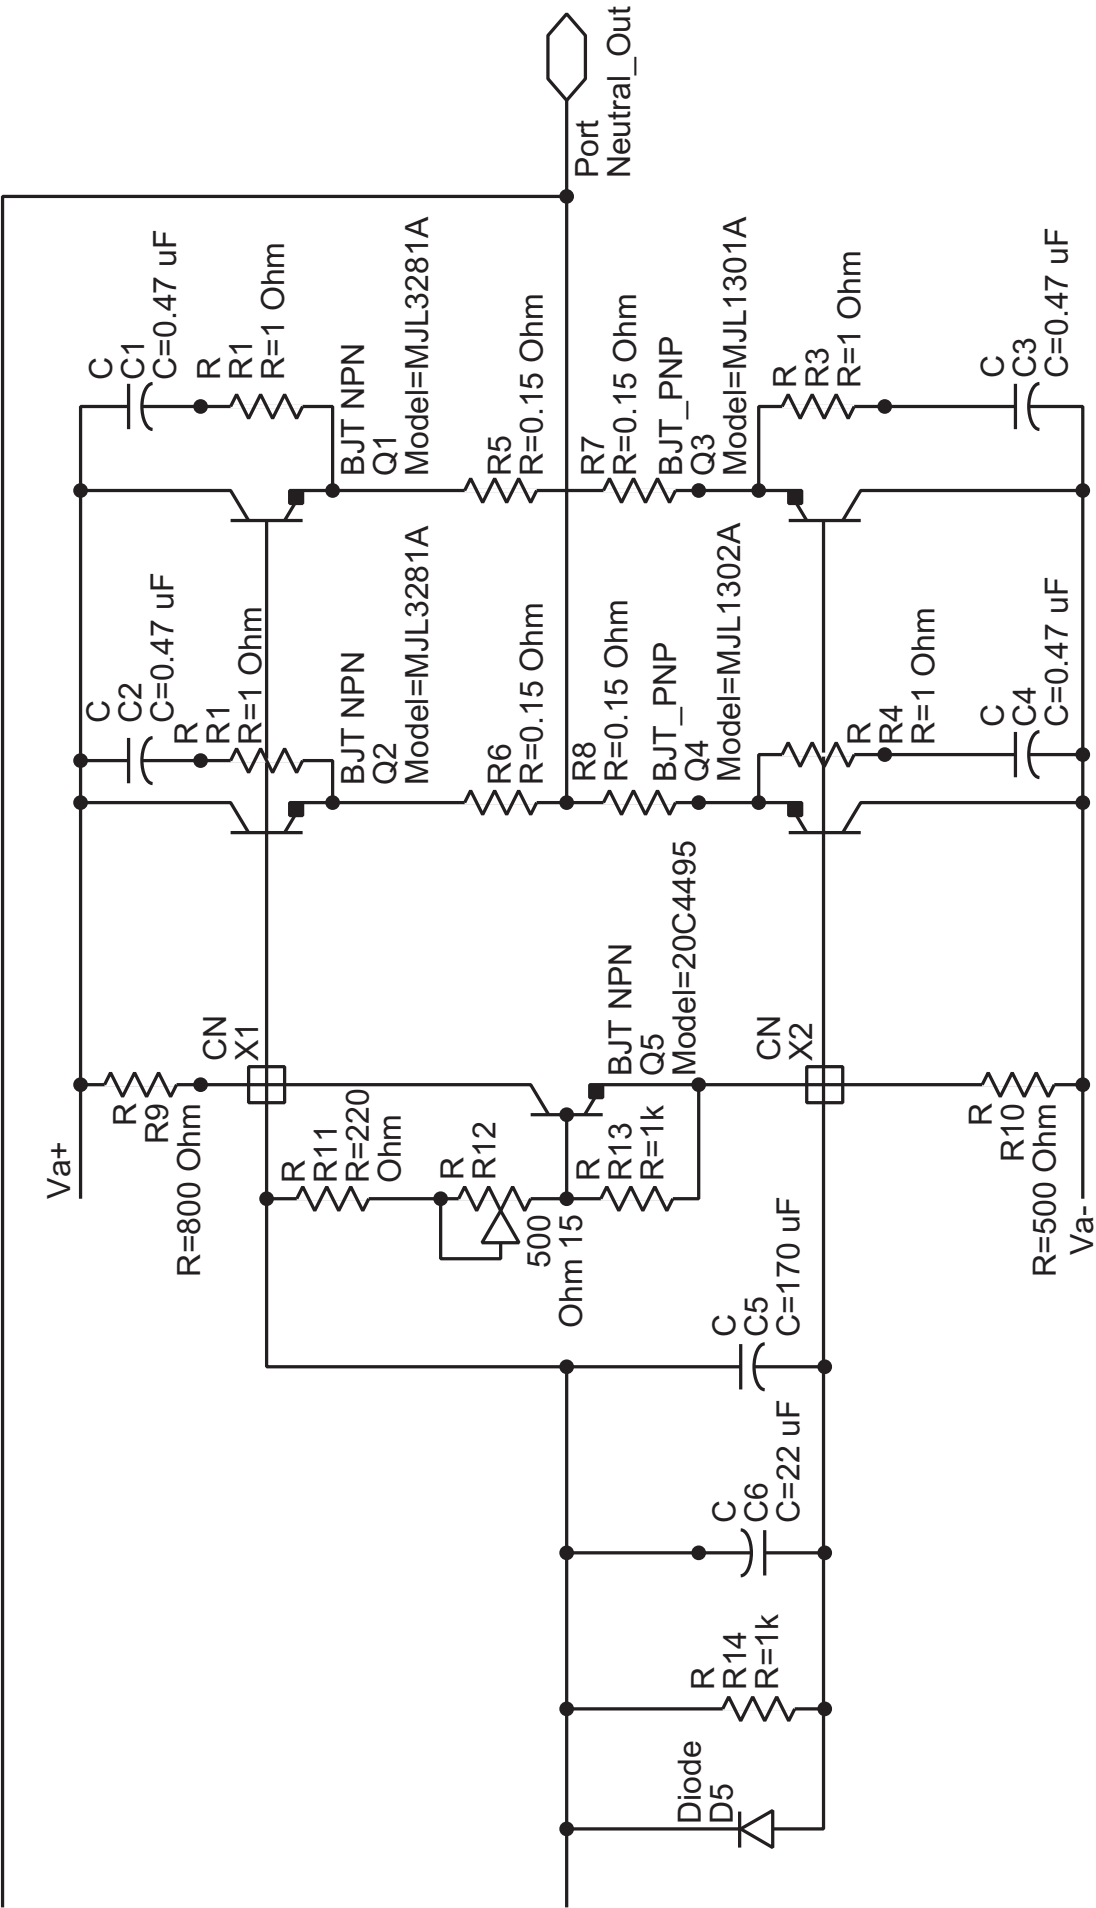 Port
Neutral_Out
C
C1
C=0.47 uF
R
R1
R=1 Ohm
BJT NPN
Q1
Model=MJL3281A
R5
R=0.15 Ohm
R7
R=0.15 Ohm
BJT_PNP
Q3
Model=MJL1301A
R
R3
R=1 Ohm
C
C3
C=0.47 uF
C
C2
C=0.47 uF
R
R1
R=1 Ohm
BJT NPN
Q2
Model=MJL3281A
R6
R=0.15 Ohm
R8
R=0.15 Ohm
BJT_PNP
Q4
Model=MJL1302A
R
R4
R=1 Ohm
C
C4
C=0.47 uF
Va+
R
R9
R=800 Ohm
CN
X1
R
R11
R=220
Ohm
R
R12
500
Ohm 15
R
R13
R=1k
BJT NPN
Q5
Model=20C4495
CN
X2
R
R10
R=500 Ohm
Va-
C
C5
C=170 uF
C
C6
C=22 uF
R
R14
R=1k
Diode
D5